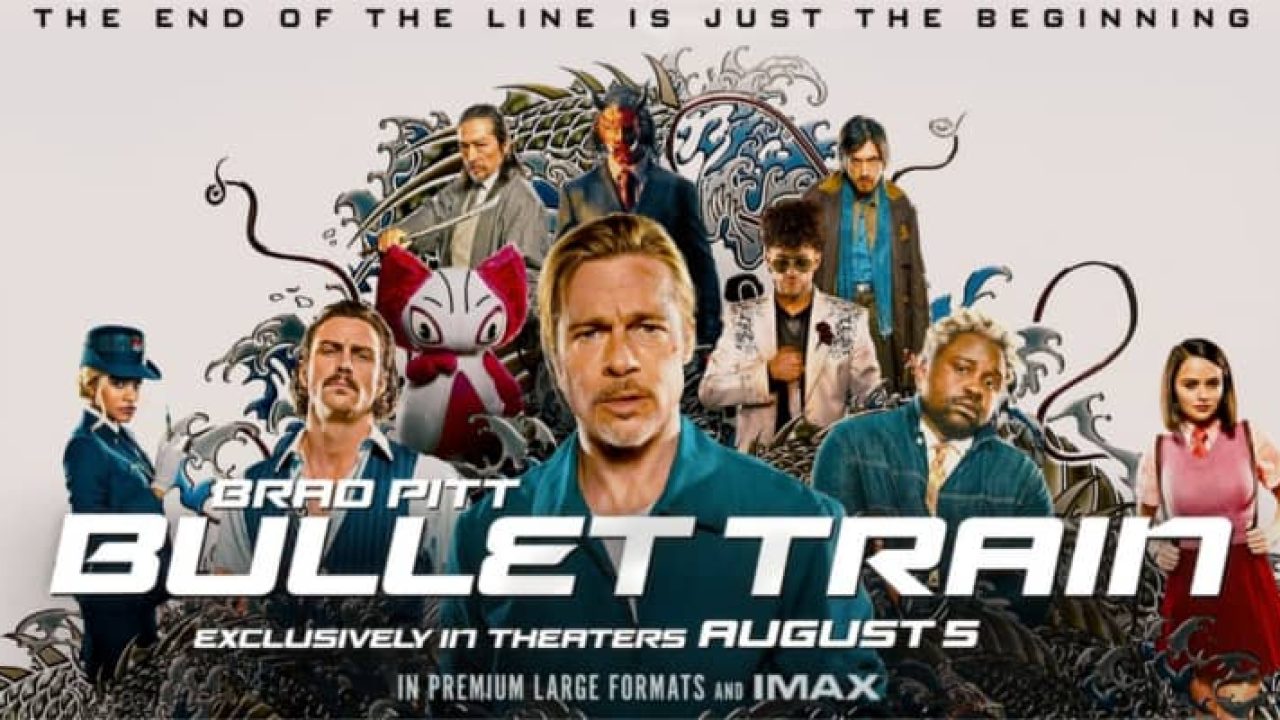 THE END OF THE LINE IS JUST THE BEGINNING
BRAD PITT
BULLET TRAIN
EXCLUSIVELY IN THEATERS AUGUST 5
IN PREMIUM LARGE FORMATS AND IMAX